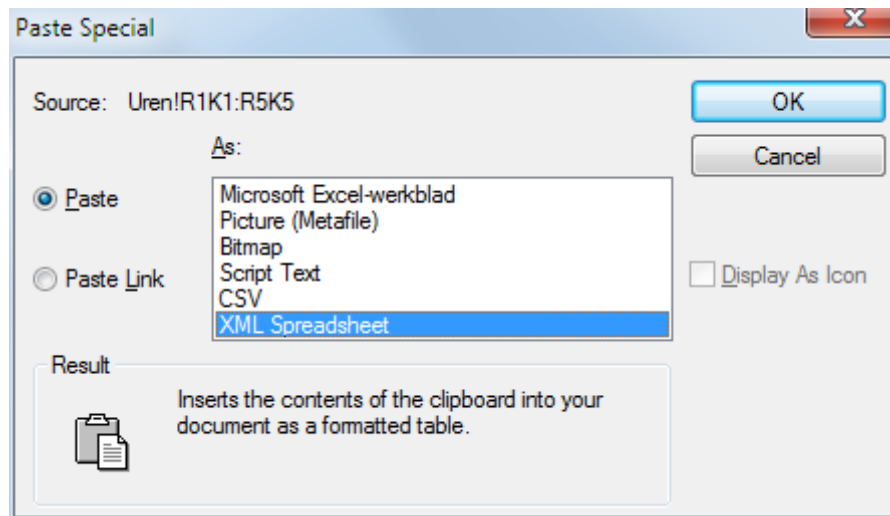 Paste Special
Source: Uren!R1K1:R5K5
OK
As:
Cancel
Paste
Microsoft Excel-werkblad
Picture (Metafile)
Bitmap
Paste Link
Script Text
Display As Icon
CSV
XML Spreadsheet
Result
Inserts the contents of the clipboard into your
document as a formatted table.